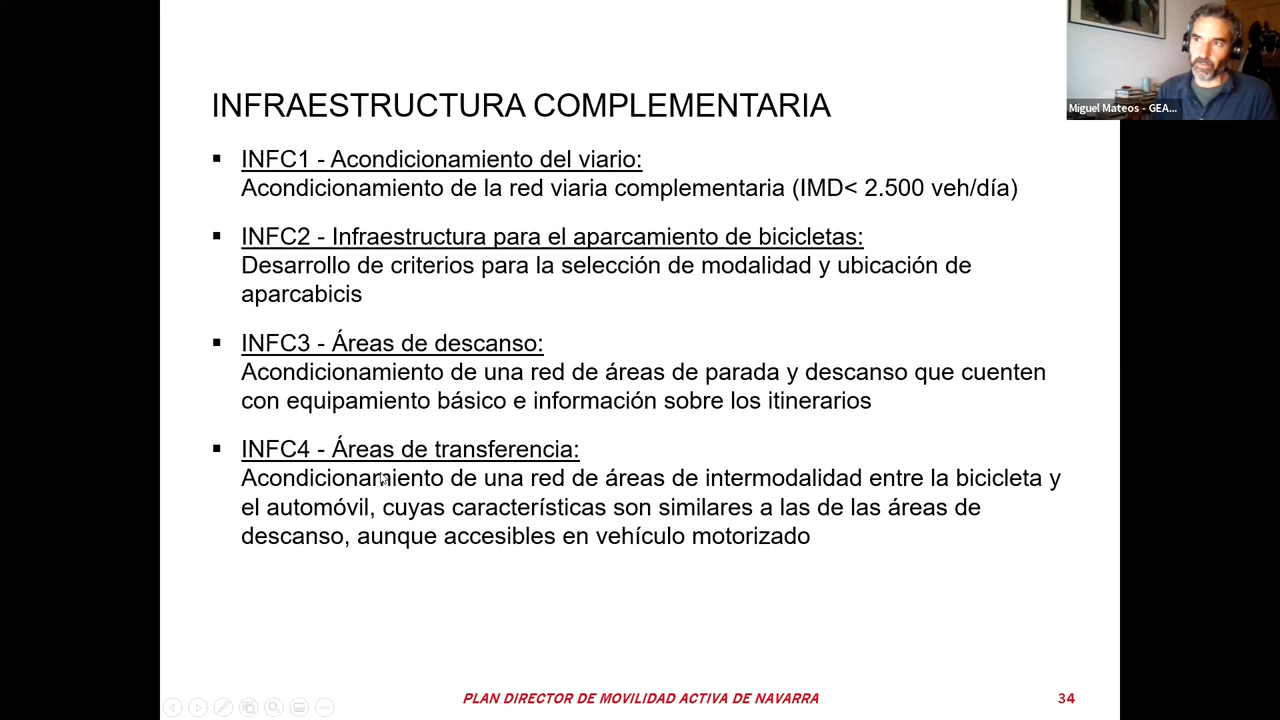 INFRAESTRUCTURA COMPLEMENTARIA
▪ INFC1 - Acondicionamiento del viario:
Acondicionamiento de la red viaria complementaria (IMD< 2.500 veh/día)
▪ INFC2 - Infraestructura para el aparcamiento de bicicletas:
Desarrollo de criterios para la selección de modalidad y ubicación de
aparcabicis
▪ INFC3 - Áreas de descanso:
Acondicionamiento de una red de áreas de parada y descanso que cuenten
con equipamiento básico e información sobre los itinerarios
▪ INFC4 - Áreas de transferencia:
Acondicionamiento de una red de áreas de intermodalidad entre la bicicleta y
el automóvil, cuyas características son similares a las de las áreas de
descanso, aunque accesibles en vehículo motorizado
PLAN DIRECTOR DE MOVILIDAD ACTIVA DE NAVARRA
34
Miguel Mateos - GEA...